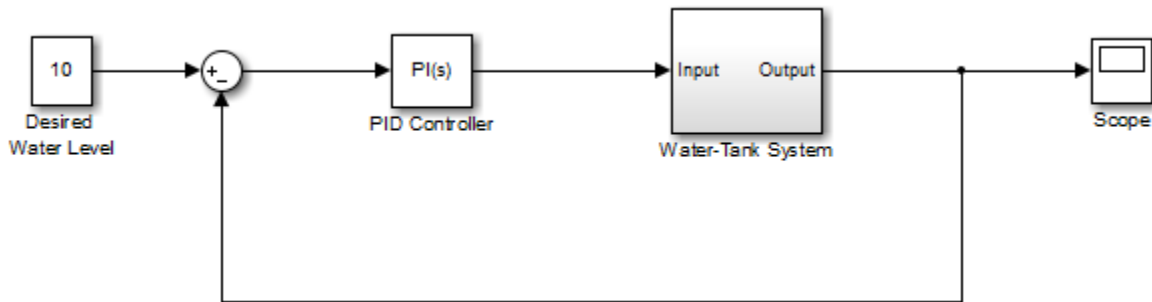 10
Desired
Water Level
+
-
PI(s)
PID Controller
Input Output
Water-Tank System
Scope